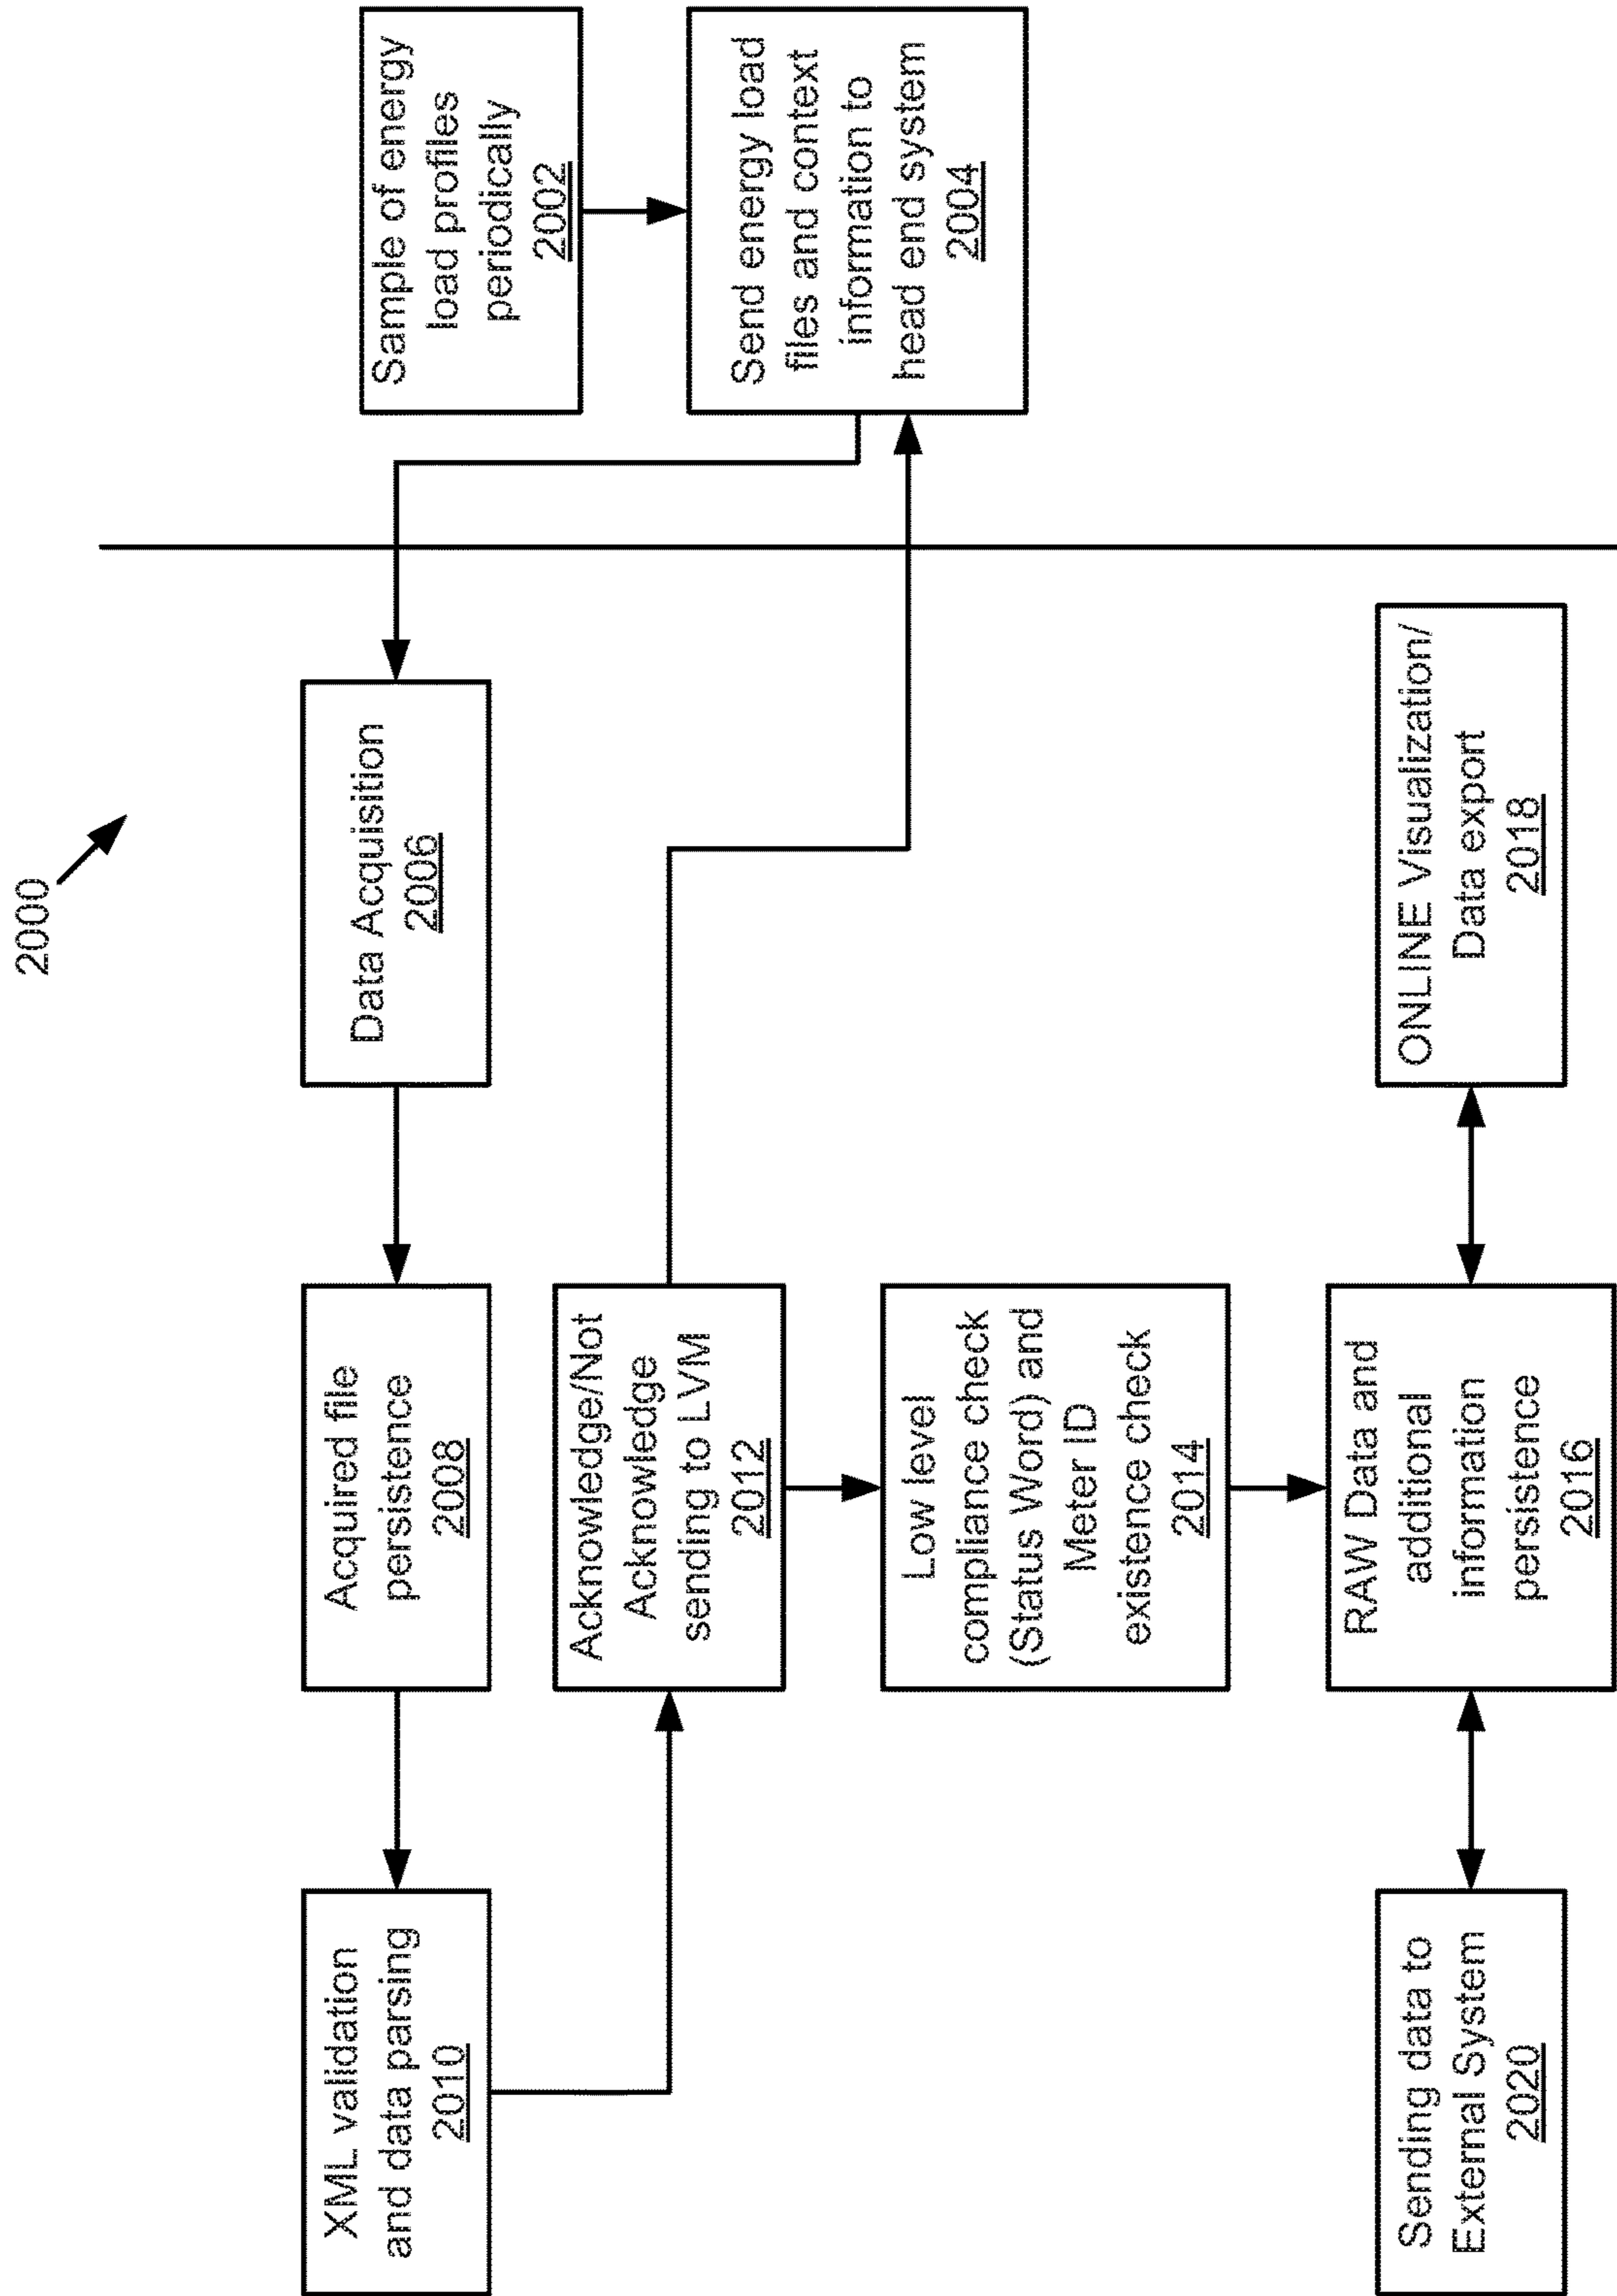 2000
XML validation
and data parsing
2010
Acquired file
persistence
2008
Data Acquisition
2006
Sample of energy
load profiles
periodically
2002
Acknowledge/Not
Acknowledge
sending to LVM
2012
Send energy load
files and context
information to
head end system
2004
Low level
compliance check
(Status Word) and
Meter ID
existence check
2014
Sending data to
External System
2020
RAW Data and
additional
information
persistence
2016
ONLINE Visualization/
Data export
2018